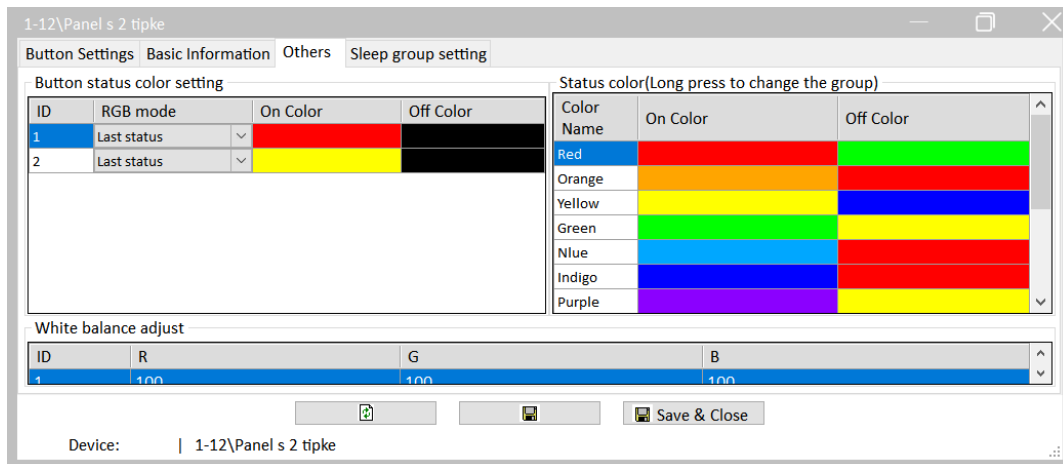 1-12\Panel s 2 tipke
Button Settings Basic Information Others Sleep group setting
Button status color setting
ID RGB mode On Color Off Color
1 Last status
2 Last status
Status color(Long press to change the group)
Color Name On Color Off Color
Red
Orange
Yellow
Green
Nlue
Indigo
Purple
White balance adjust
ID R G B
1 100 100 100
Save & Close
Device: | 1-12\Panel s 2 tipke